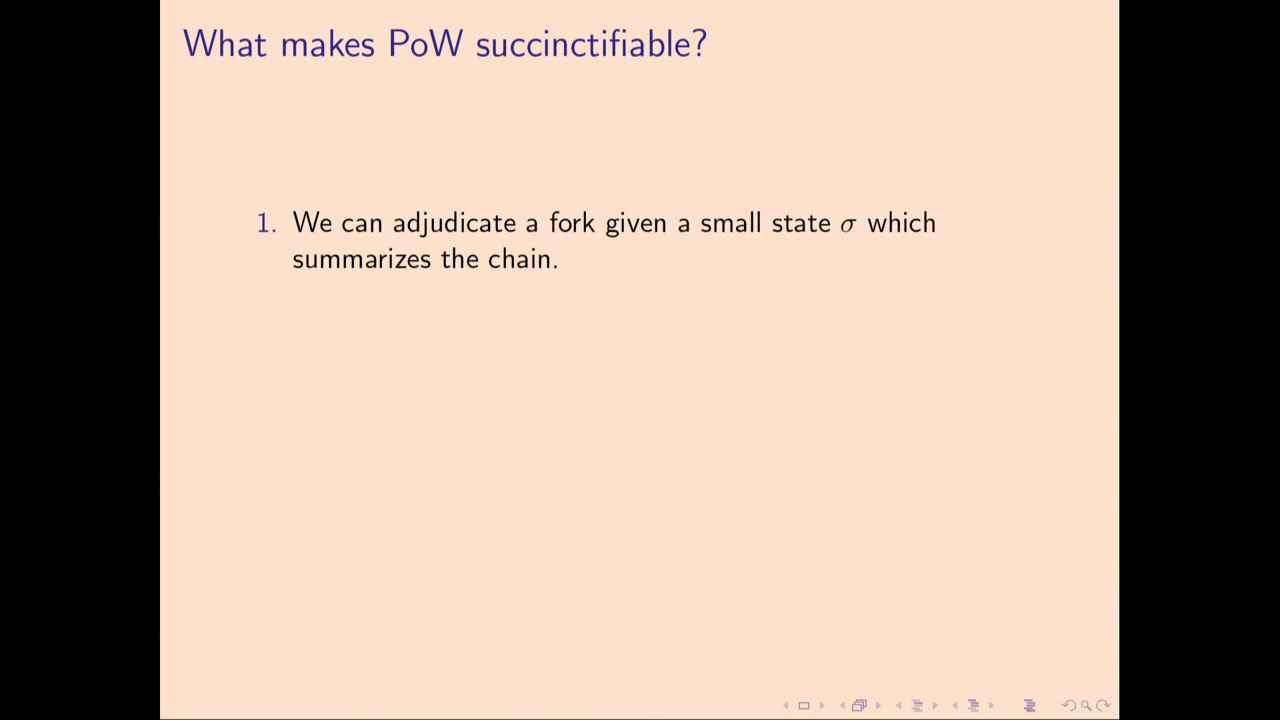 What makes PoW succinctifiable?
1. We can adjudicate a fork given a small state σ which
summarizes the chain.